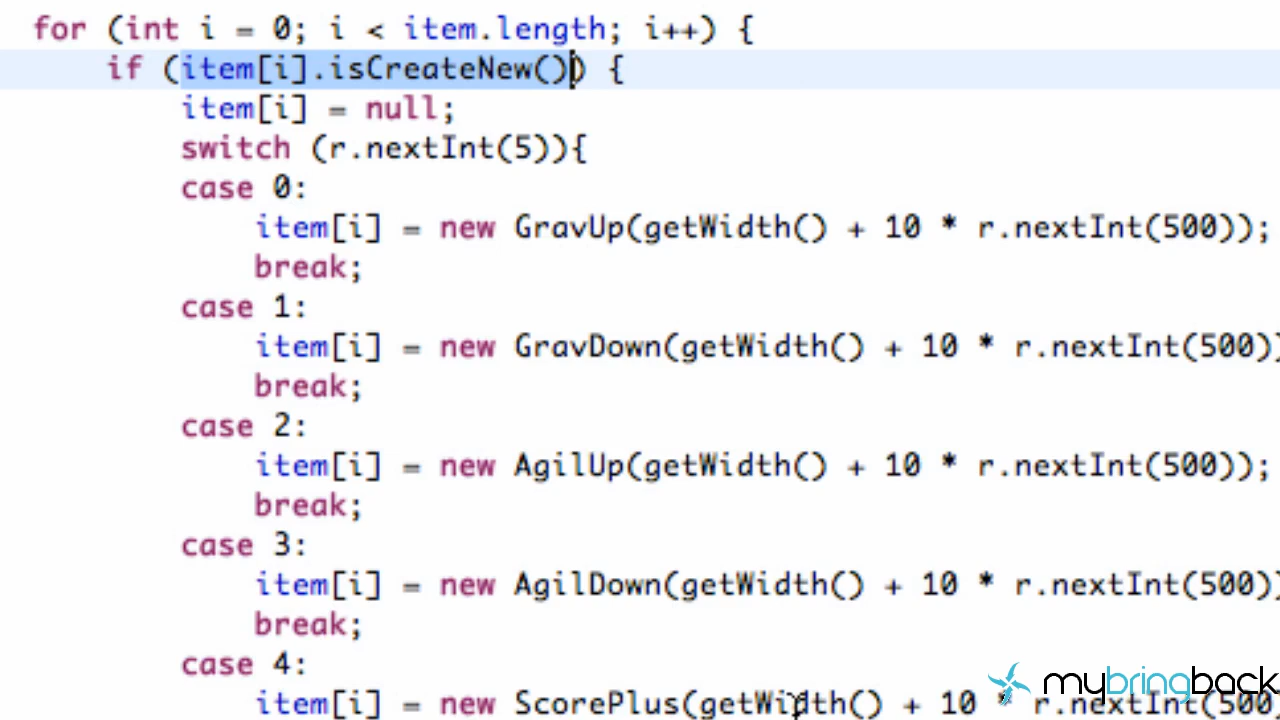 for (int i = 0; i < item.length; i++) {
if (item[i].isCreateNew()) {
item[i] = null;
switch (r.nextInt(5)){
case 0:
item[i] = new GravUp(getWidth() + 10 * r.nextInt(500));
break;
case 1:
item[i] = new GravDown(getWidth() + 10 * r.nextInt(500)
break;
case 2:
item[i] = new AgilUp(getWidth() + 10 * r.nextInt(500));
break;
case 3:
item[i] = new AgilDown(getWidth() + 10 * r.nextInt(500)
break;
case 4:
item[i] = new ScorePlus(getWidth() + 10 * r.nextInt(500
mybringback